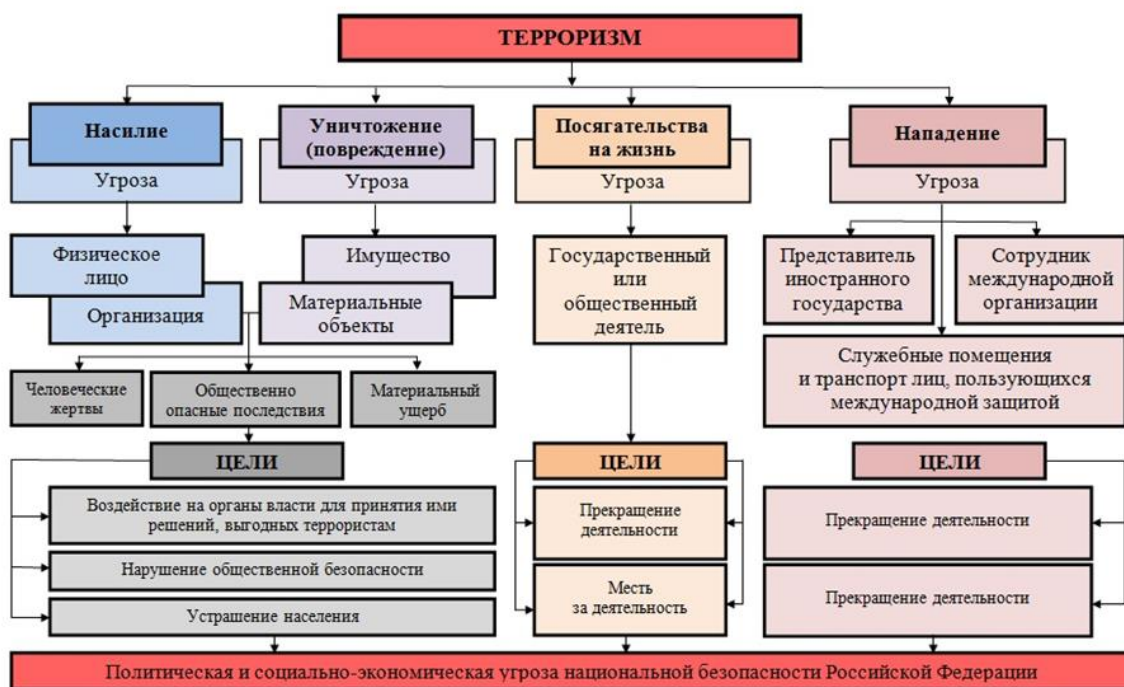 ТЕРРОРИЗМ
Насилие
Угроза
Уничтожение
(повреждение)
Угроза
Посягательства
на жизнь
Угроза
Нападение
Угроза
Физическое
лицо
Организация
Имущество
Материальные
объекты
Государственный
или
общественный
деятель
Представитель
иностранного
государства
Сотрудник
международной
организации
Служебные помещения
и транспорт лиц, пользующихся
международной защитой
Человеческие
жертвы
Общественно
опасные последствия
Материальный
ущерб
ЦЕЛИ
Воздействие на органы власти для принятия ими
решений, выгодных террористам
Нарушение общественной безопасности
Устрашение населения
ЦЕЛИ
Прекращение
деятельности
Месть
за деятельность
ЦЕЛИ
Прекращение деятельности
Прекращение деятельности
Политическая и социально-экономическая угроза национальной безопасности Российской Федерации